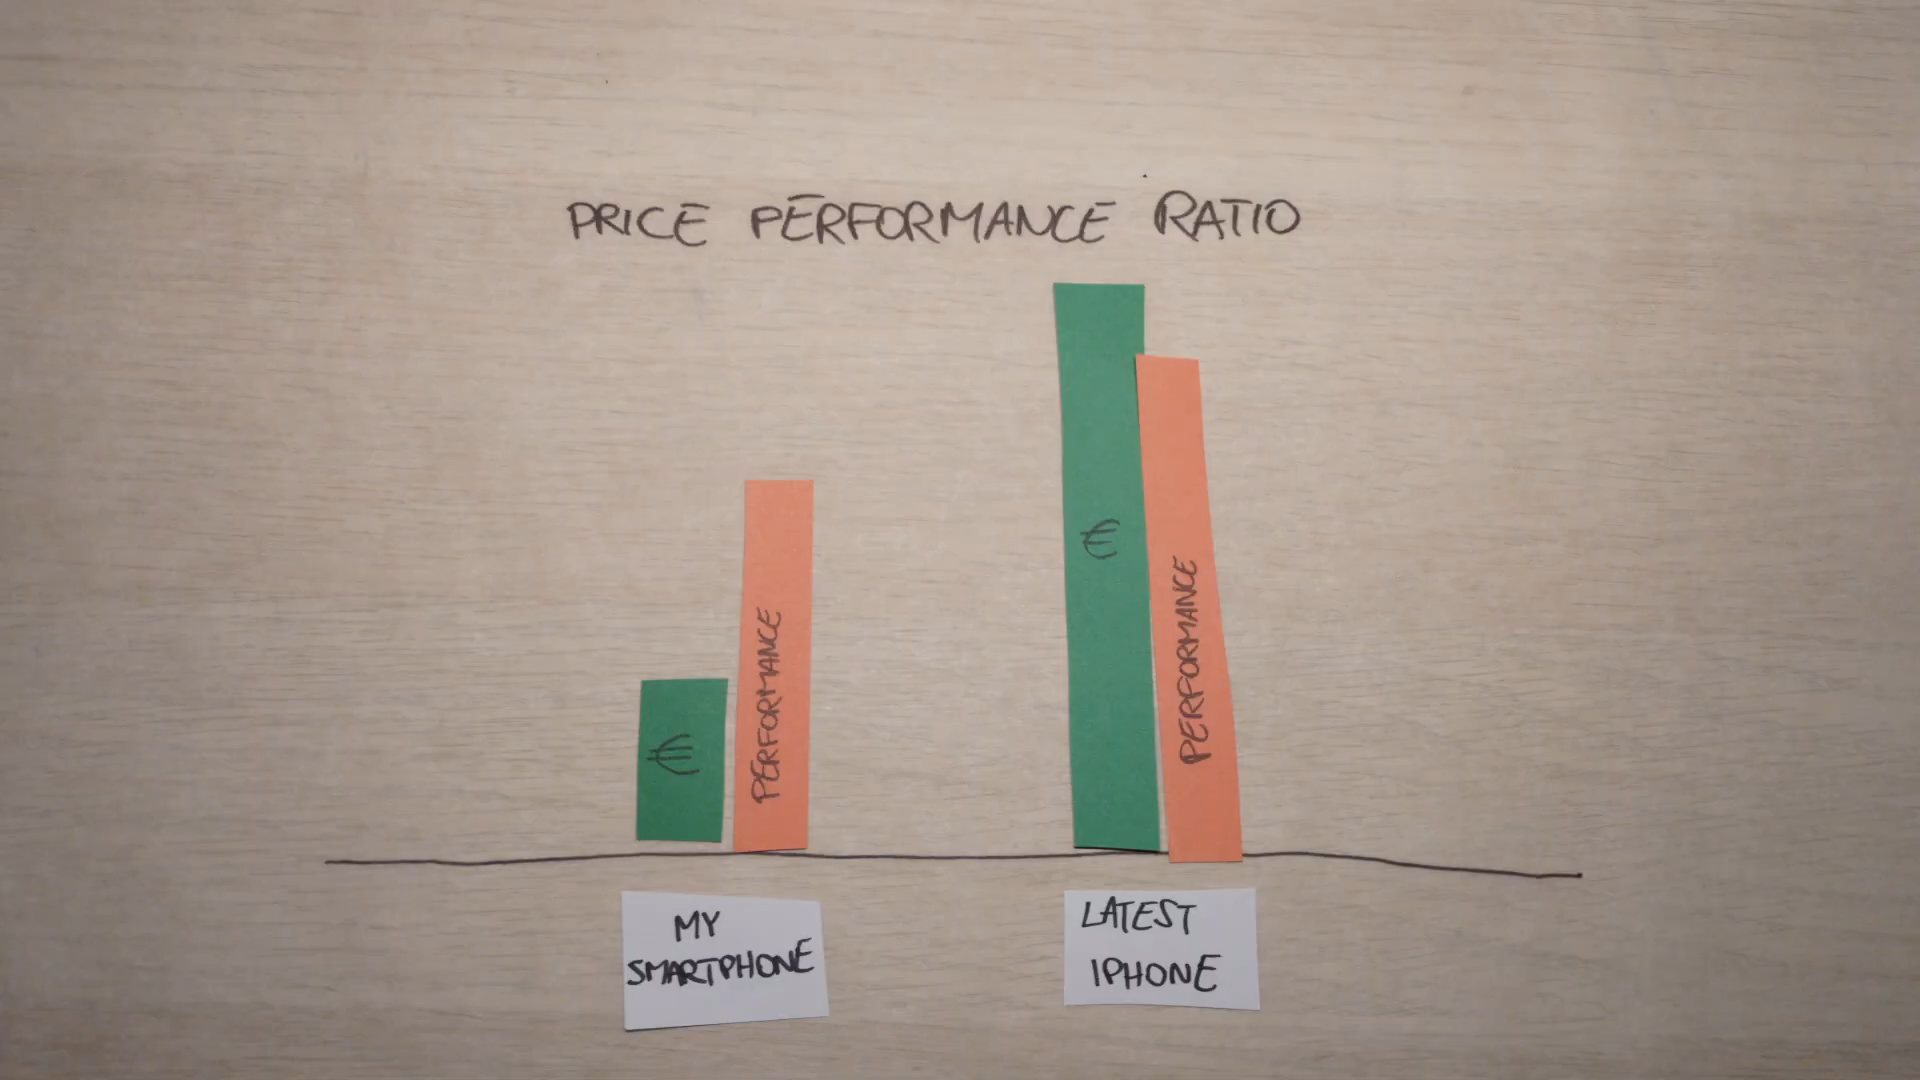 PRICE PERFORMANCE RATIO
€
PERFORMANCE
€
PERFORMANCE
MY
SMARTPHONE
LATEST
IPHONE